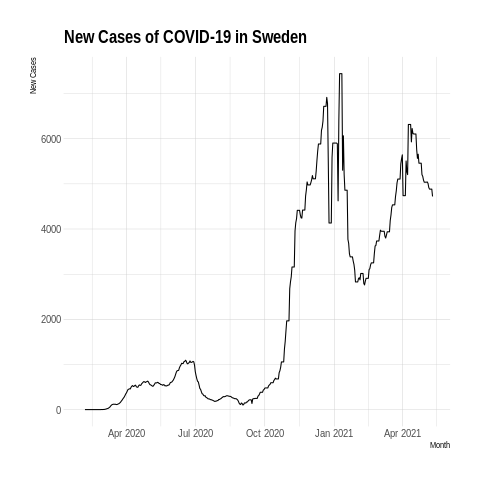 New Cases of COVID-19 in Sweden
New Cases
6000
4000
2000
0
Apr 2020 Jul 2020 Oct 2020 Jan 2021 Apr 2021
Month